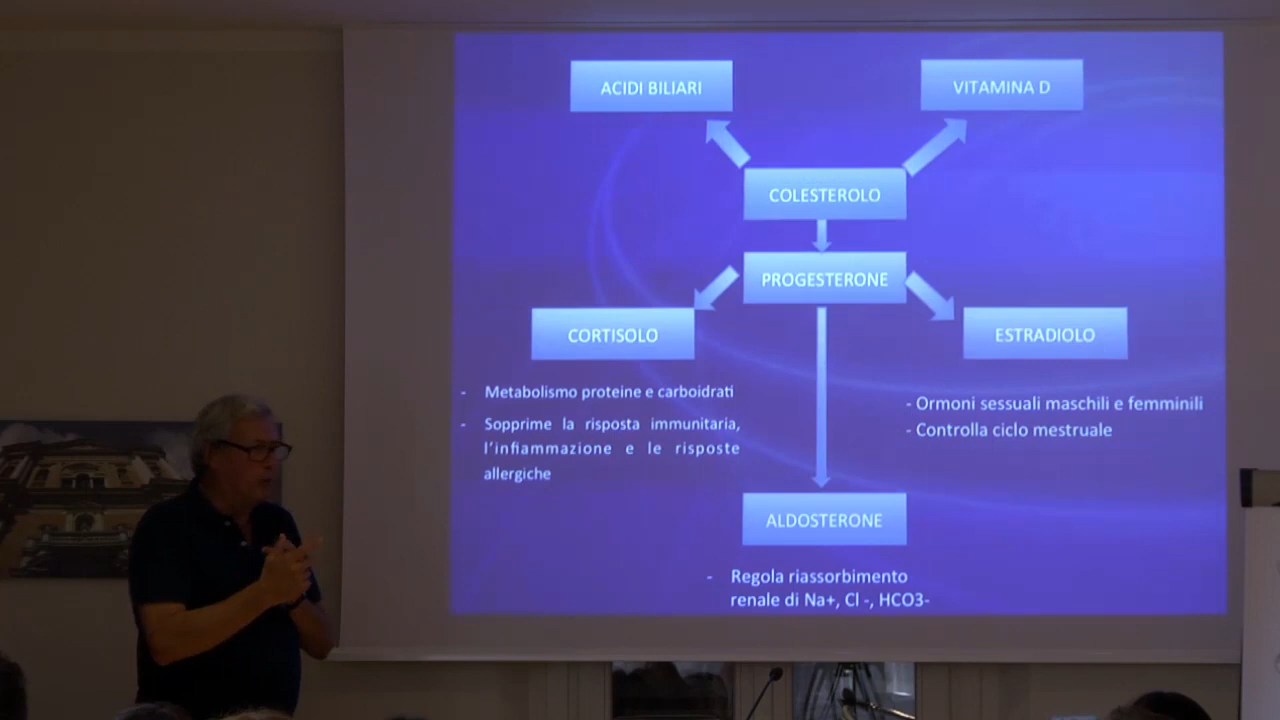 ACIDI BILIARI
VITAMINA D
COLESTEROLO
PROGESTERONE
CORTISOLO
ESTRADIOLO
- Metabolismo proteine e carboidrati
- Sopprime la risposta immunitaria,
l'infiammazione e le risposte
allergiche
- Ormoni sessuali maschili e femminili
- Controlla ciclo mestruale
ALDOSTERONE
- Regola riassorbimento
renale di Na+, Cl -, HCO3-